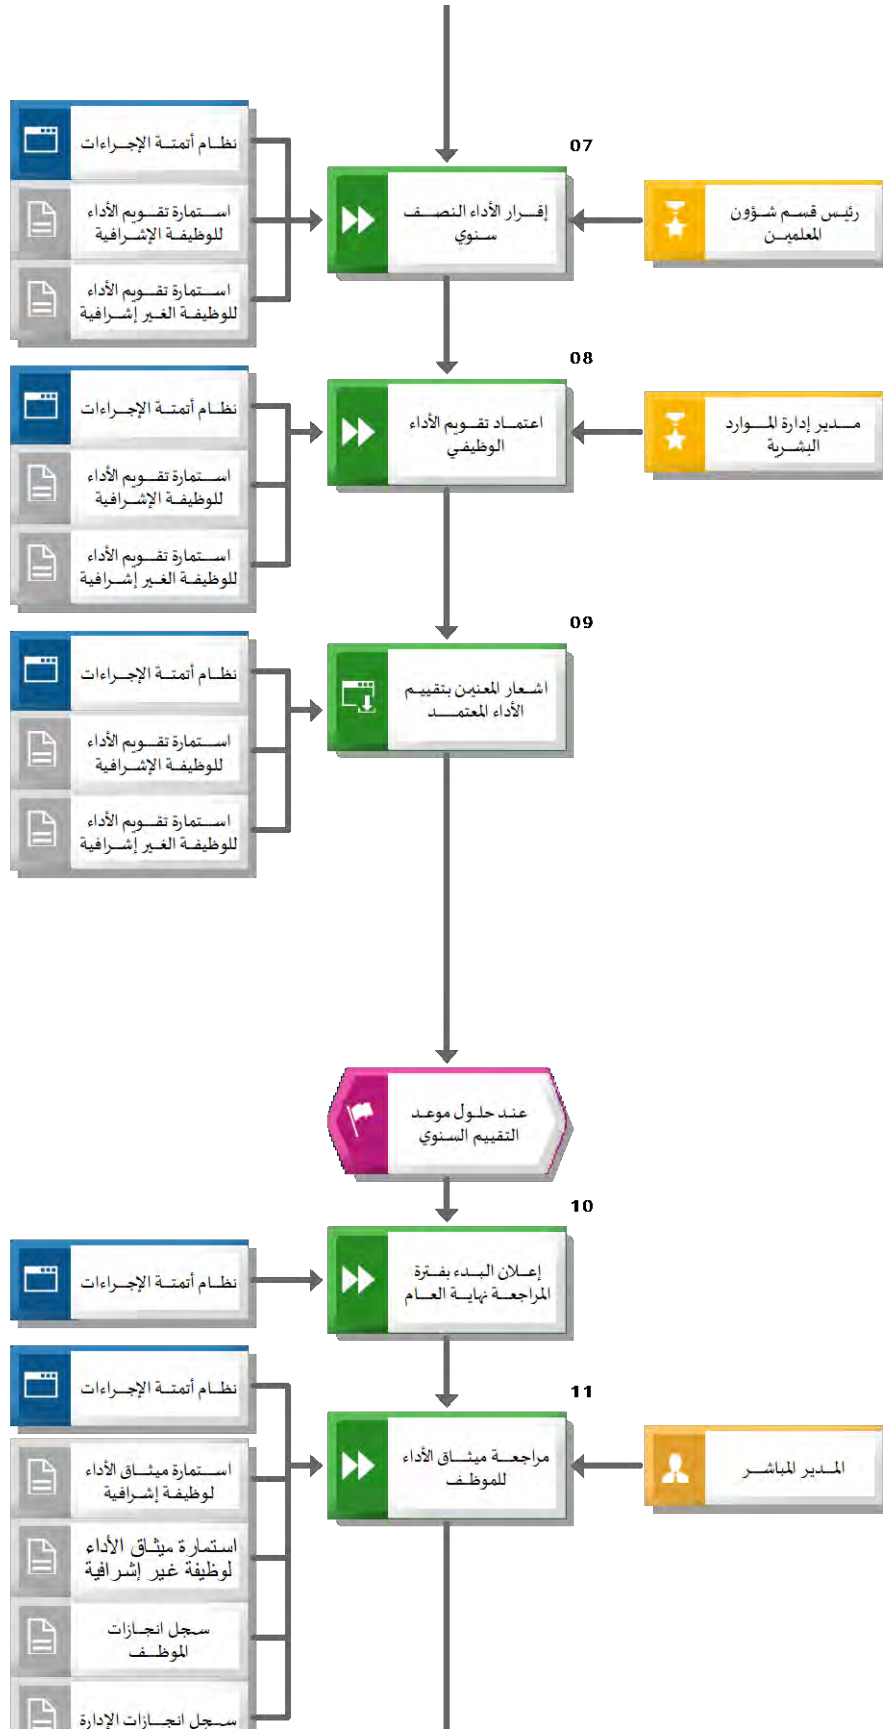 07
رئيس قسم شؤون
المعلمين
إقرار الأداء النصف
سنوي
نظام أتمتة الإجراءات
استمارة تقويم الأداء
للوظيفة الإشرافية
استمارة تقويم الأداء
للوظيفة الغير إشرافية
08
مدير إدارة الموارد
البشرية
اعتماد تقويم الأداء
الوظيفي
نظام أتمتة الإجراءات
استمارة تقويم الأداء
للوظيفة الإشرافية
استمارة تقويم الأداء
للوظيفة الغير إشرافية
09
اشعار المعنين بتقييم
الأداء المعتمد
نظام أتمتة الإجراءات
استمارة تقويم الأداء
للوظيفة الإشرافية
استمارة تقويم الأداء
للوظيفة الغير إشرافية
عند حلول موعد
التقييم السنوي
10
إعلان البدء بفترة
المراجعة نهاية العام
نظام أتمتة الإجراءات
11
المدير المباشر
مراجعة ميثاق الأداء
للموظف
نظام أتمتة الإجراءات
استمارة ميثاق الأداء
لوظيفة إشرافية
استمارة ميثاق الأداء
لوظيفة غير إشرافية
سجل انجازات
الموظف
سجل انجازات الإدارة